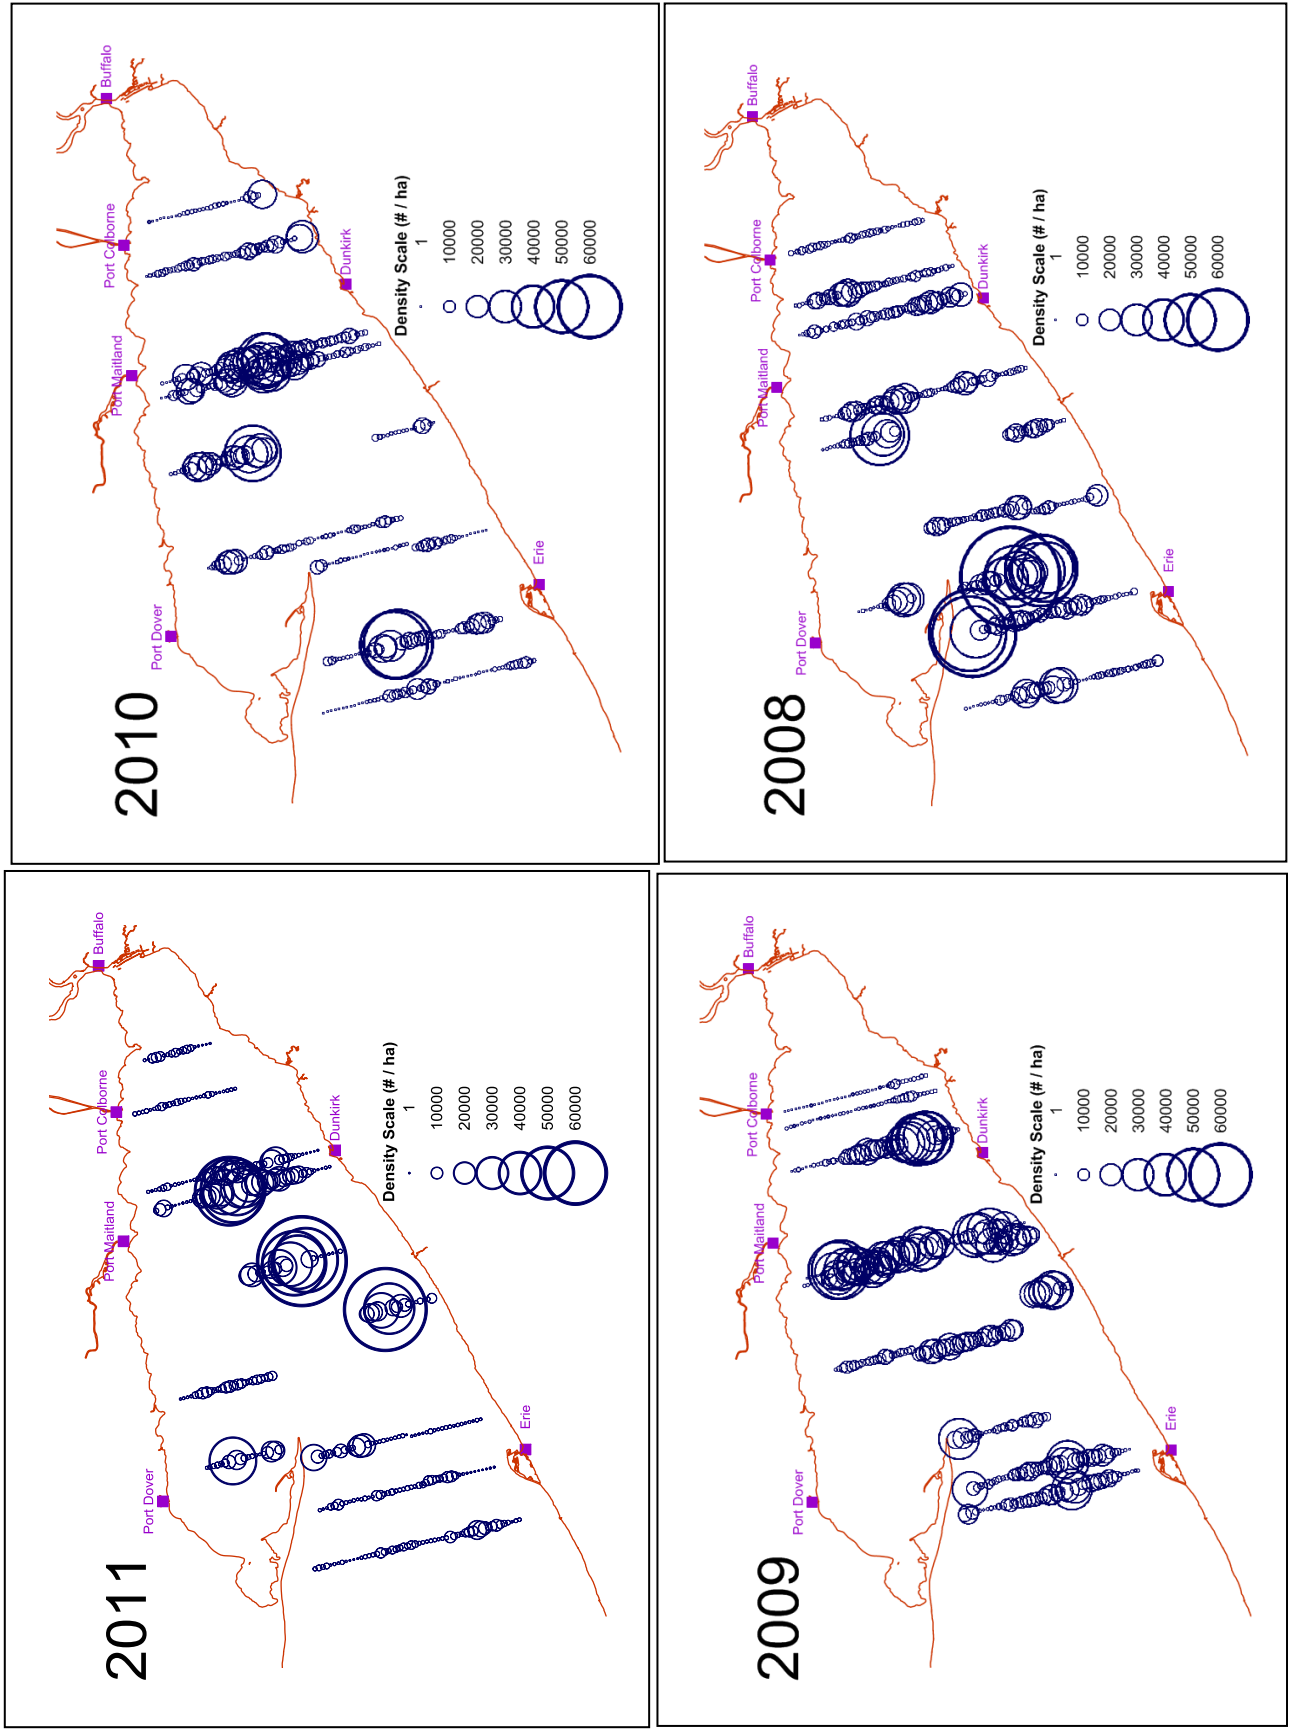 2010
Buffalo
Port Colborne
Port Maitland
Port Dover
Dunkirk
Erie
Density Scale (# / ha)
1
10000
20000
30000
40000
50000
60000
2008
Buffalo
Port Colborne
Port Maitland
Port Dover
Dunkirk
Erie
Density Scale (# / ha)
1
10000
20000
30000
40000
50000
60000
2011
Buffalo
Port Colborne
Port Maitland
Port Dover
Dunkirk
Erie
Density Scale (# / ha)
1
10000
20000
30000
40000
50000
60000
2009
Buffalo
Port Colborne
Port Maitland
Port Dover
Dunkirk
Erie
Density Scale (# / ha)
1
10000
20000
30000
40000
50000
60000